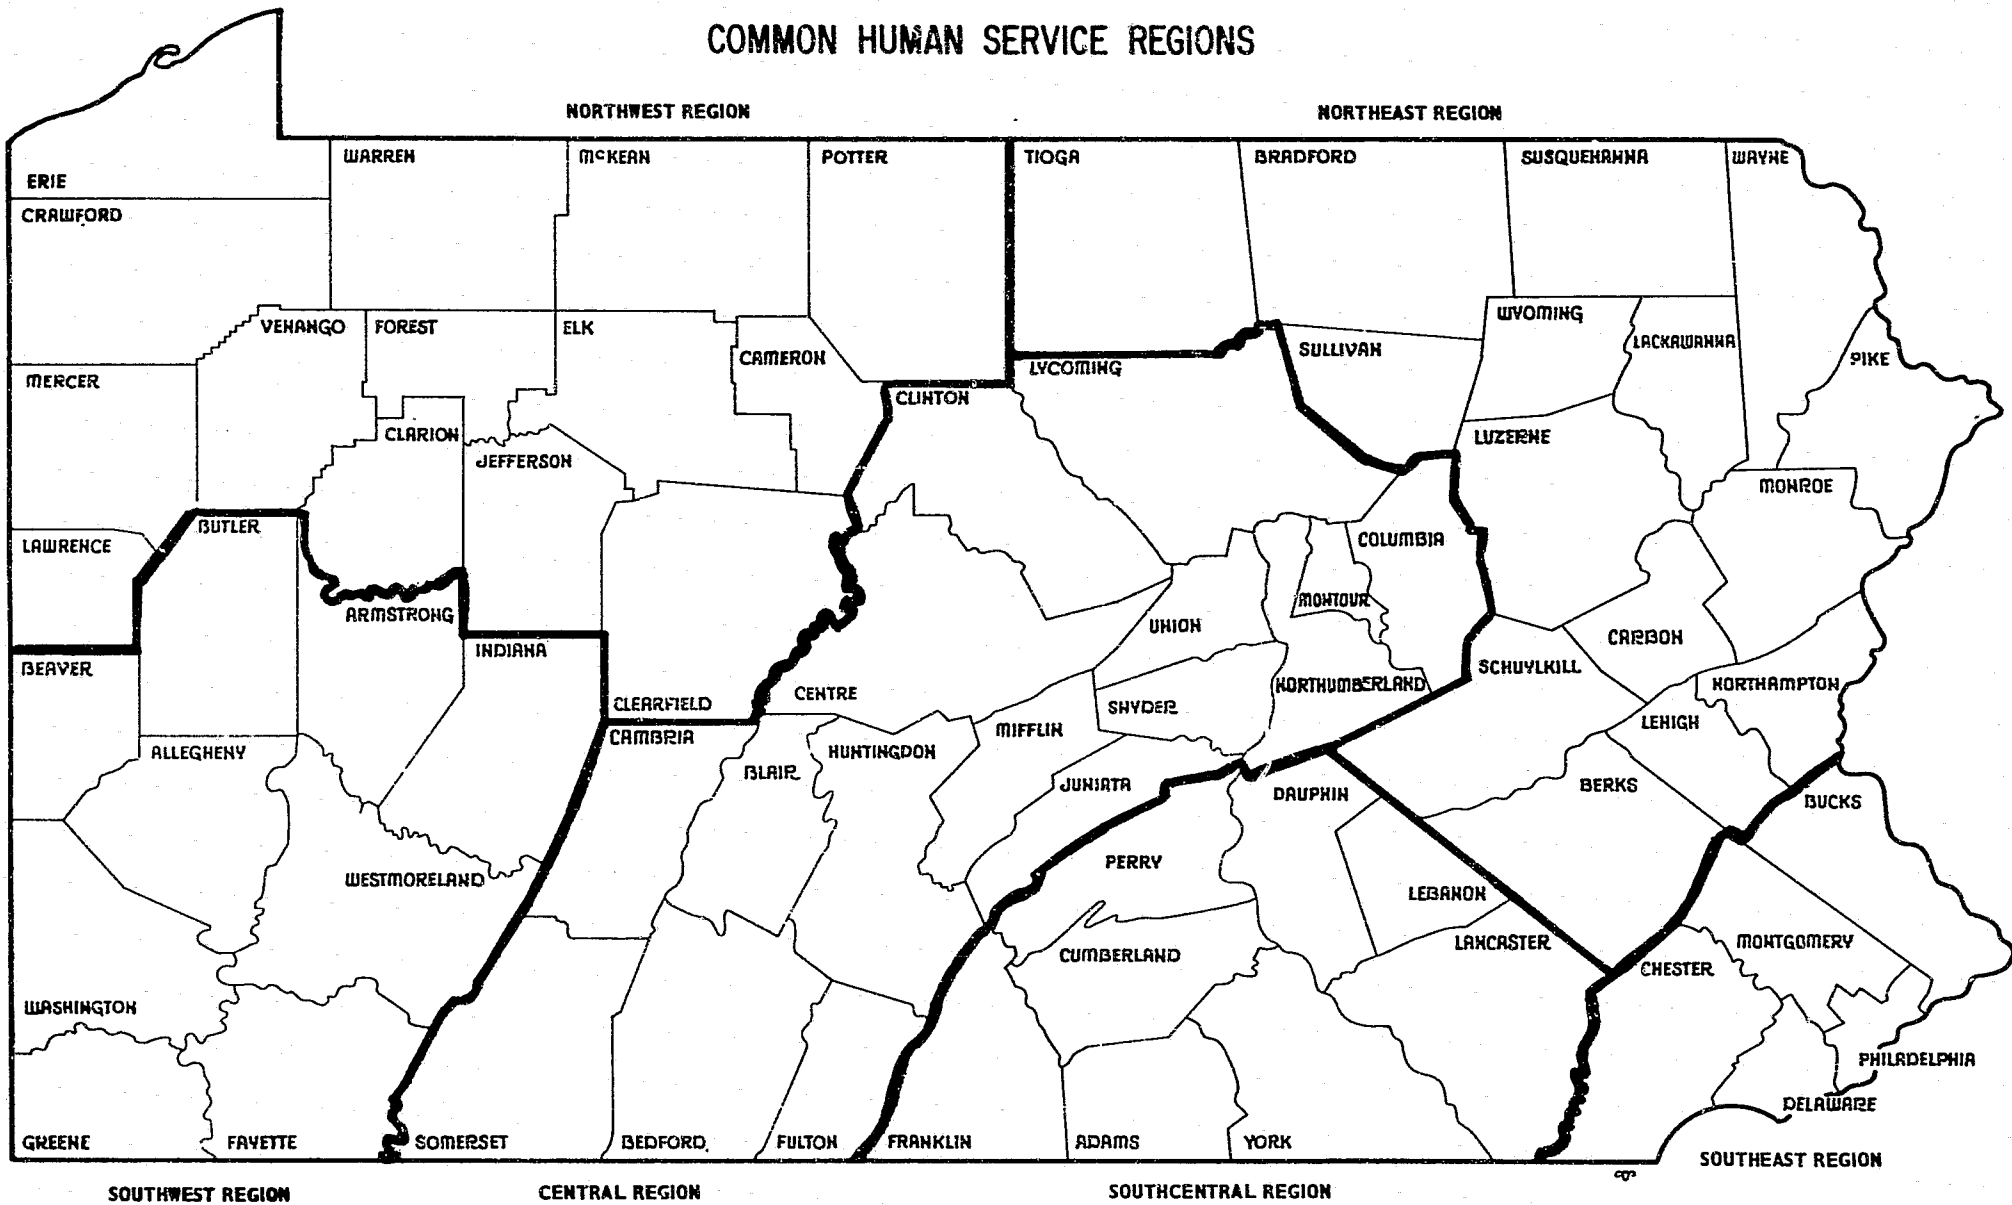 COMMON HUMAN SERVICE REGIONS
NORTHWEST REGION
NORTHEAST REGION
WARREN
McKEAN
POTTER
TIOGA
BRADFORD
SUSQUEHANNA
WAYNE
ERIE
CRAWFORD
VENANGO
FOREST
ELK
CAMERON
WYOMING
LACKAWANNA
SULLIVAN
PIKE
LYCOMING
MERCER
CLINTON
CLARION
JEFFERSON
LUZERNE
MONROE
BUTLER
LAWRENCE
COLUMBIA
MONTOUR
ARMSTRONG
UNION
CARBON
INDIANA
BEAVER
SCHUYLKILL
NORTHUMBERLAND
NORTHAMPTON
CENTRE
CLEARFIELD
SNYDER
LEHIGH
MIFFLIN
CAMBRIA
ALLEGHENY
HUNTINGDON
BLAIR
JUNIATA
DAUPHIN
BERKS
BUCKS
PERRY
WESTMORELAND
LEBANON
LANCASTER
MONTGOMERY
CUMBERLAND
CHESTER
WASHINGTON
PHILADELPHIA
DELAWARE
GREENE
FAYETTE
SOMERSET
BEDFORD
FULTON
FRANKLIN
ADAMS
YORK
SOUTHEAST REGION
SOUTHWEST REGION
CENTRAL REGION
SOUTHCENTRAL REGION